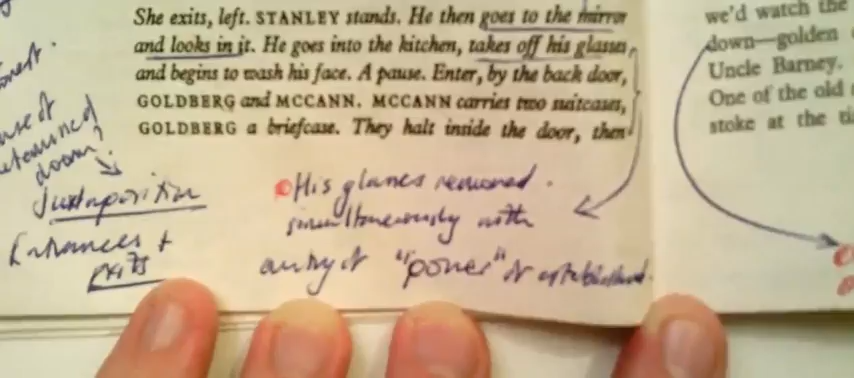 She exits, left. STANLEY stands. He then goes to the mirror
and looks in it. He goes into the kitchen, takes off his glasses,
and begins to wash his face. A pause. Enter, by the back door,
GOLDBERG and MCCANN. MCCANN carries two suitcases,
GOLDBERG a briefcase. They halt inside the door, then
doom?
Juxtaposition
Entrances +
exits
His glasses removed.
simultaneously with
"power"
we'd watch the
down—golden
Uncle Barney.
One of the old
stoke at the